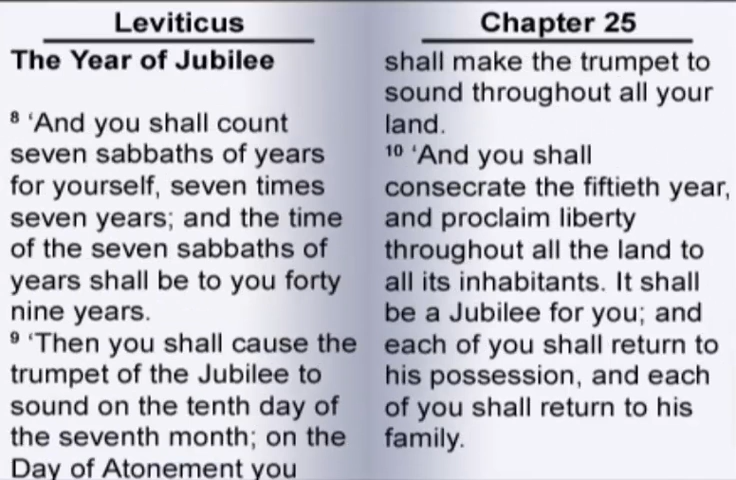 Leviticus
The Year of Jubilee
⁸ ‘And you shall count
seven sabbaths of years
for yourself, seven times
seven years; and the time
of the seven sabbaths of
years shall be to you forty
nine years.
⁹ ‘Then you shall cause the
trumpet of the Jubilee to
sound on the tenth day of
the seventh month; on the
Day of Atonement you
Chapter 25
shall make the trumpet to
sound throughout all your
land.
¹⁰ ‘And you shall
consecrate the fiftieth year,
and proclaim liberty
throughout all the land to
all its inhabitants. It shall
be a Jubilee for you; and
each of you shall return to
his possession, and each
of you shall return to his
family.